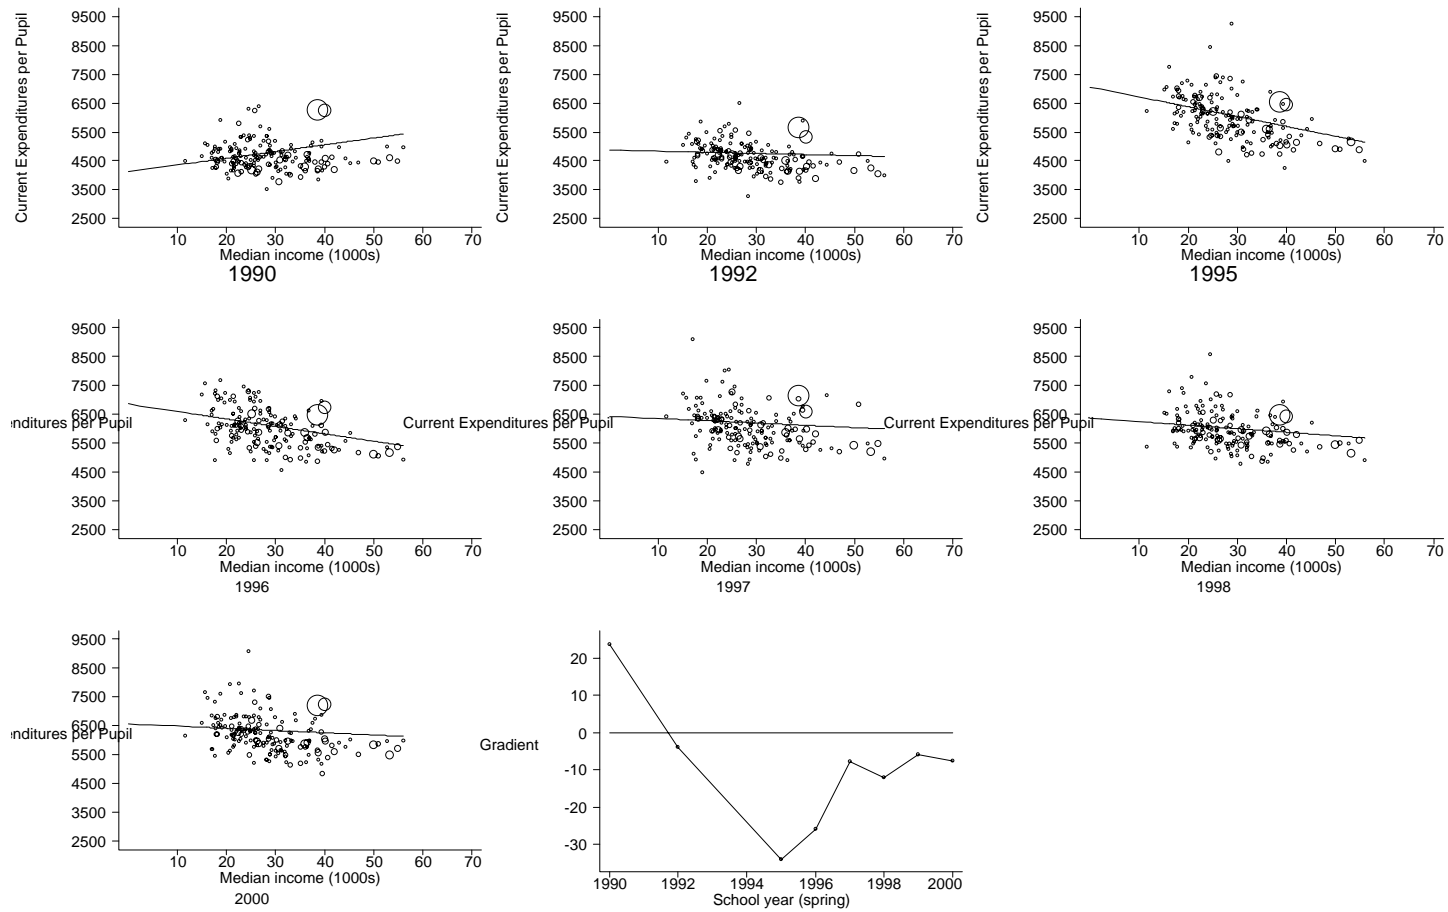 Current Expenditures per Pupil
9500
8500
7500
6500
5500
4500
3500
2500
10 20 30 40 50 60 70
Median income (1000s)
1990
Current Expenditures per Pupil
9500
8500
7500
6500
5500
4500
3500
2500
10 20 30 40 50 60 70
Median income (1000s)
1992
Current Expenditures per Pupil
9500
8500
7500
6500
5500
4500
3500
2500
10 20 30 40 50 60 70
Median income (1000s)
1995
9500
8500
7500
6500
nditures per Pupil
5500
4500
3500
2500
10 20 30 40 50 60 70
Median income (1000s)
1996
9500
8500
7500
6500
Current Expenditures per Pupil
5500
4500
3500
2500
10 20 30 40 50 60 70
Median income (1000s)
1997
9500
8500
7500
6500
Current Expenditures per Pupil
5500
4500
3500
2500
10 20 30 40 50 60 70
Median income (1000s)
1998
9500
8500
7500
6500
nditures per Pupil
5500
4500
3500
2500
10 20 30 40 50 60 70
Median income (1000s)
2000
Gradient
20
10
0
-10
-20
-30
1990 1992 1994 1996 1998 2000
School year (spring)